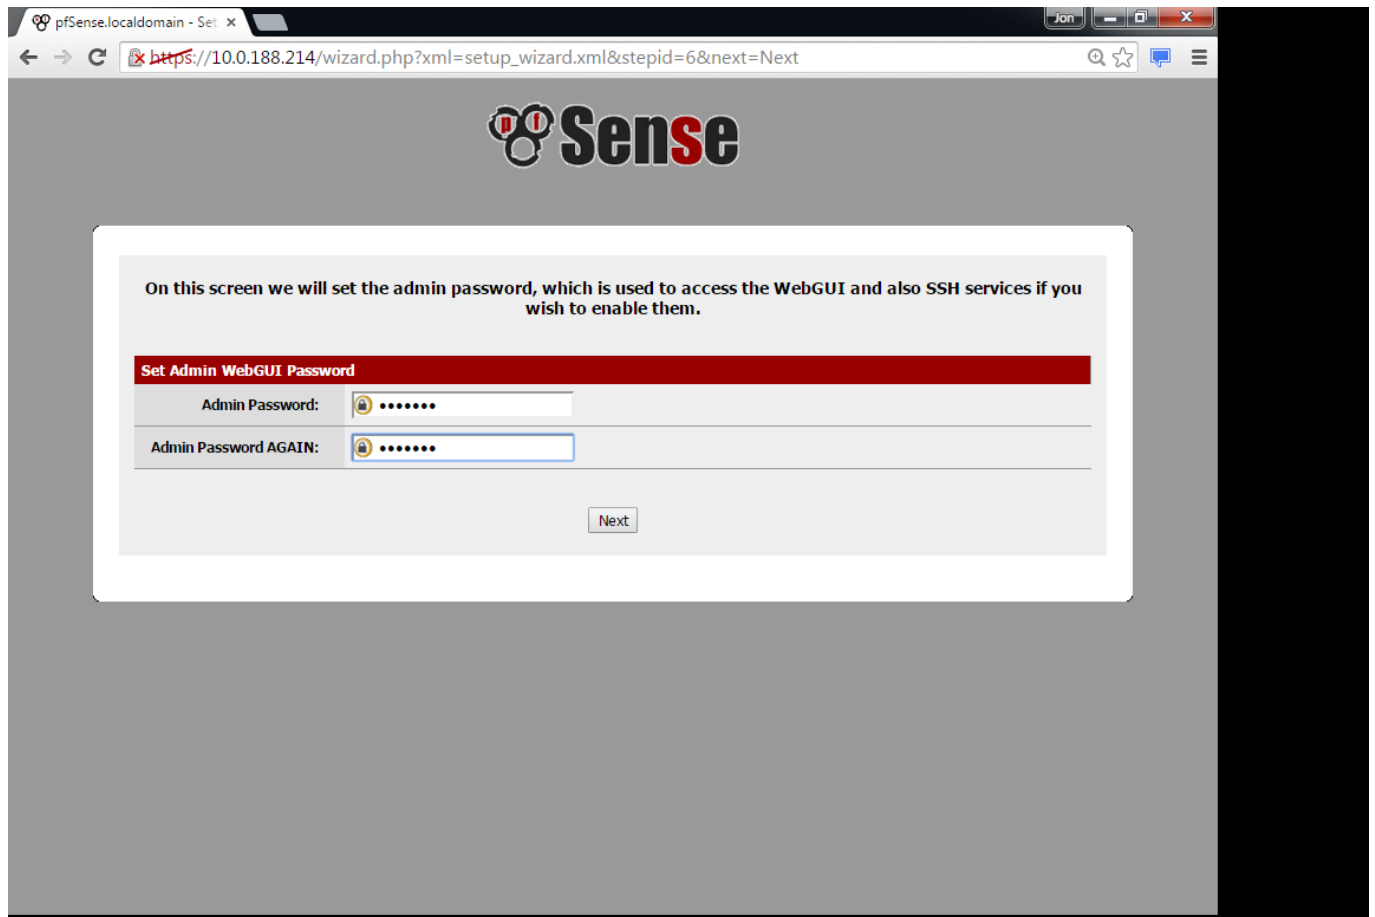 pfSense.localdomain - Set
Jon
https://10.0.188.214/wizard.php?xml=setup_wizard.xml&stepid=6&next=Next
pf Sense
On this screen we will set the admin password, which is used to access the WebGUI and also SSH services if you
wish to enable them.
Set Admin WebGUI Password
Admin Password: •••••••
Admin Password AGAIN: •••••••
Next